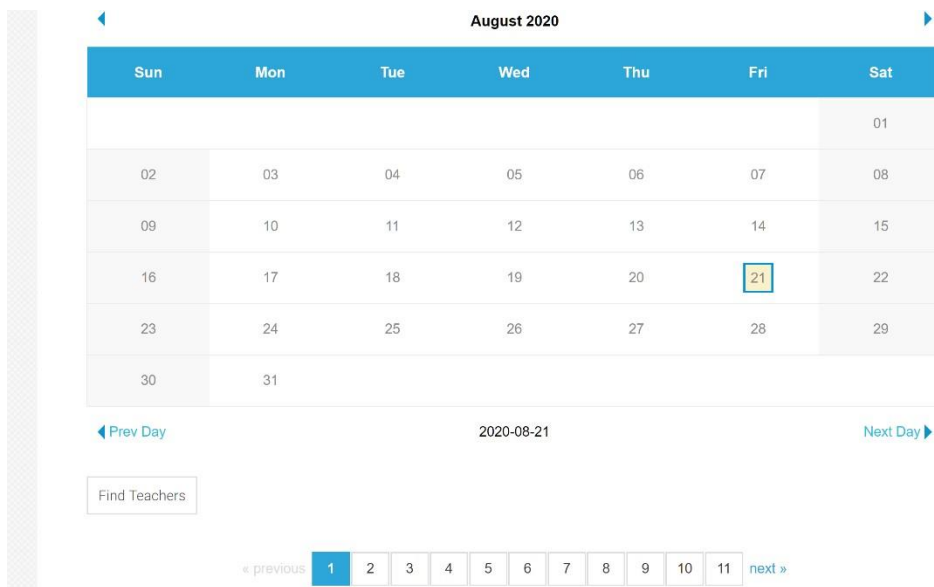 August 2020
Sun Mon Tue Wed Thu Fri Sat
01
02 03 04 05 06 07 08
09 10 11 12 13 14 15
16 17 18 19 20 21 22
23 24 25 26 27 28 29
30 31
Prev Day 2020-08-21 Next Day
Find Teachers
« previous 1 2 3 4 5 6 7 8 9 10 11 next »